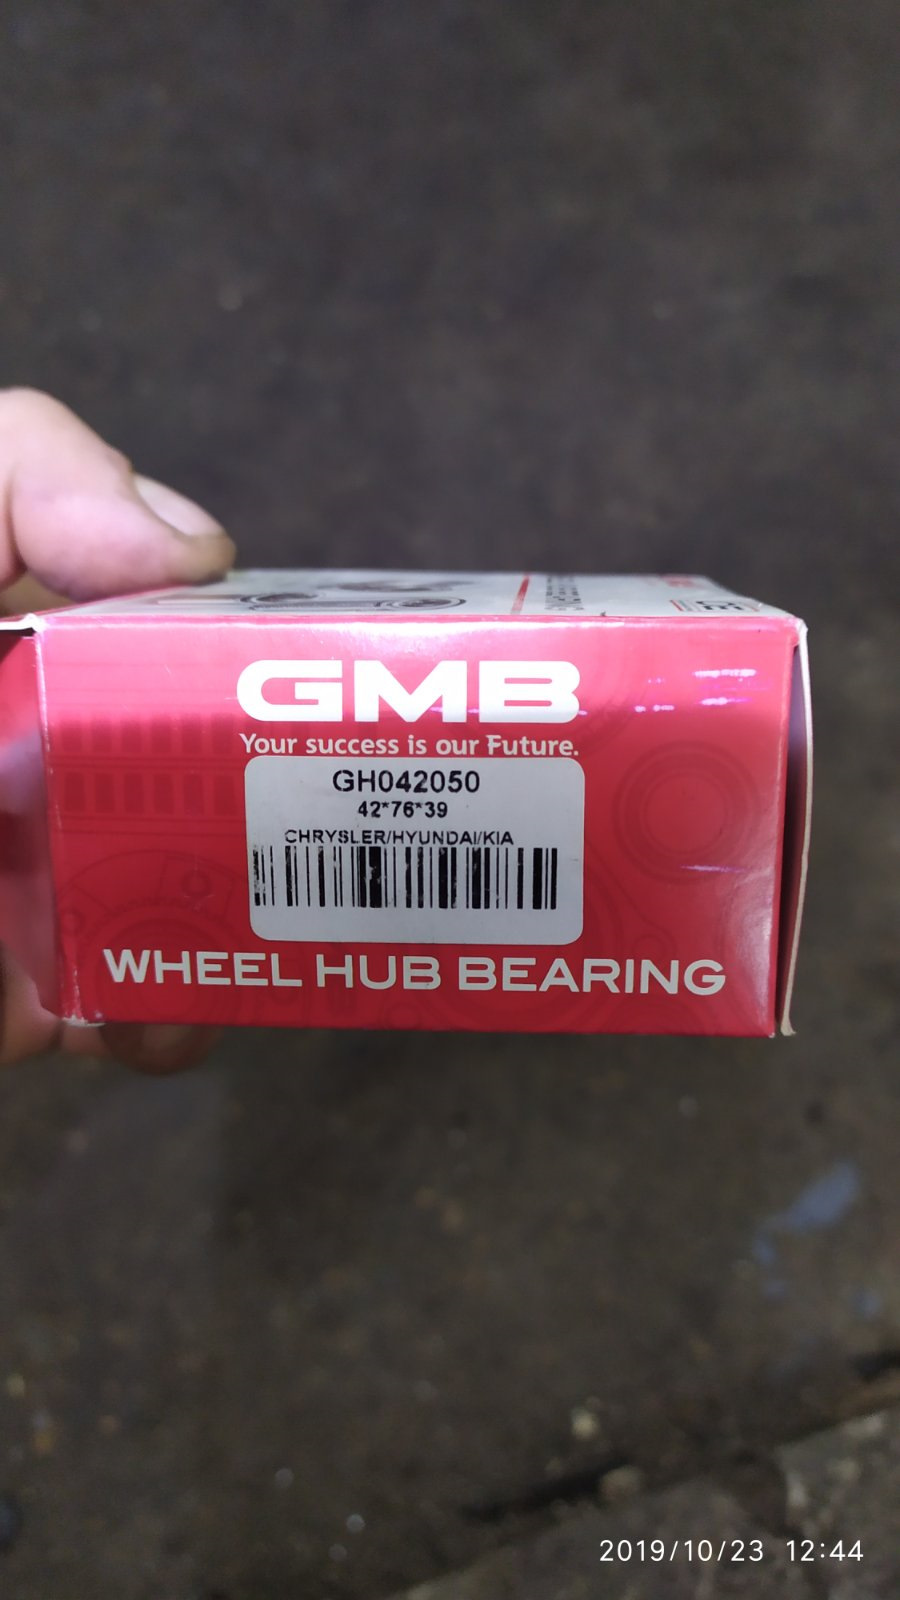 GMB
Your success is our Future.
GH042050
42*76*39
CHRYSLER/HYUNDAI/KIA
WHEEL HUB BEARING
2019/10/23 12:44